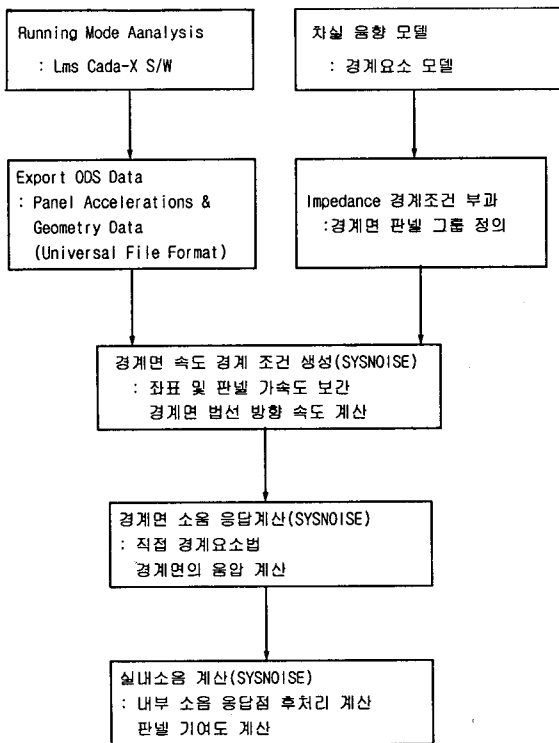 Running Mode Aanalysis
: Lms Cada-X S/W
차실 음향 모델
: 경계요소 모델
Export ODS Data
: Panel Accelerations &
Geometry Data
(Universal File Format)
Impedance 경계조건 부과
:경계면 판넬 그룹 정의
경계면 속도 경계 조건 생성(SYSNOISE)
: 좌표 및 판넬 가속도 보간
경계면 법선 방향 속도 계산
경계면 소음 응답계산(SYSNOISE)
: 직접 경계요소법
경계면의 음압 계산
실내소음 계산(SYSNOISE)
: 내부 소음 응답점 후처리 계산
판넬 기여도 계산